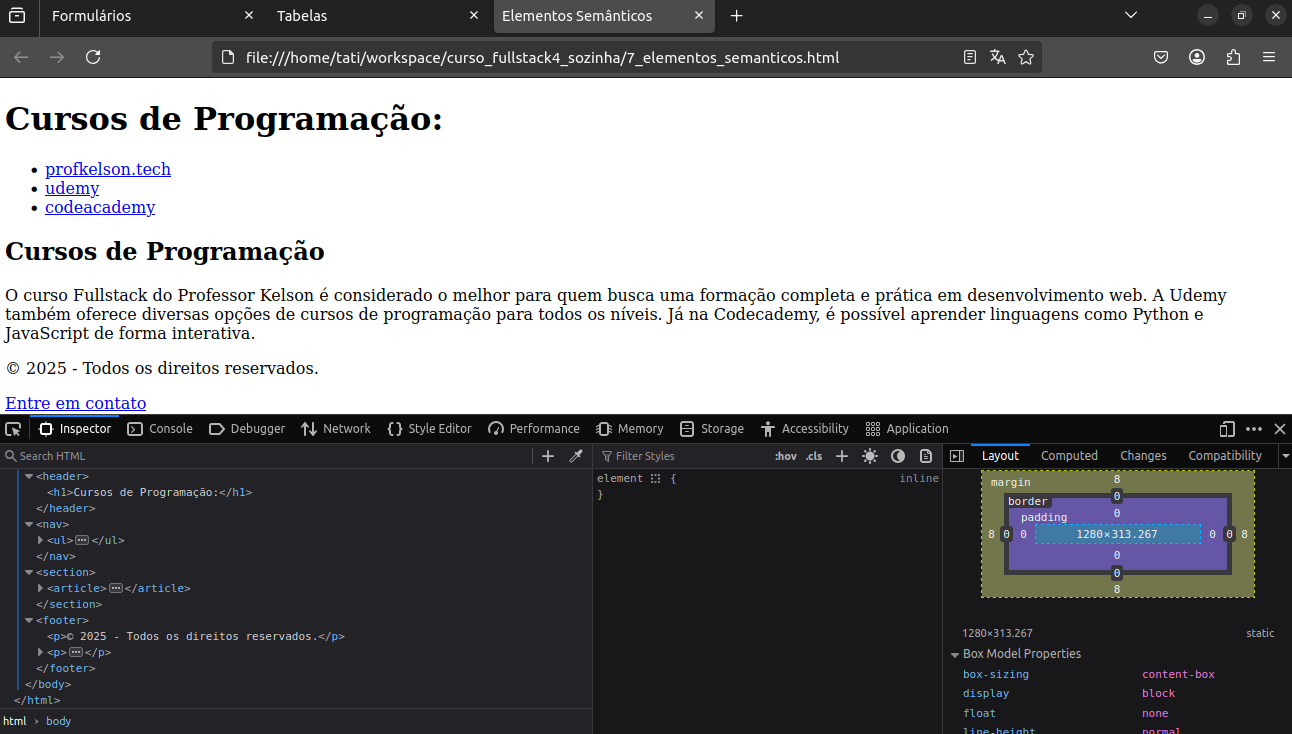 Formulários
Tabelas
Elementos Semânticos
file:///home/tati/workspace/curso_fullstack4_sozinha/7_elementos_semanticos.html
Cursos de Programação:
• profkelson.tech
• udemy
• codeacademy
Cursos de Programação
O curso Fullstack do Professor Kelson é considerado o melhor para quem busca uma formação completa e prática em desenvolvimento web. A Udemy
também oferece diversas opções de cursos de programação para todos os níveis. Já na Codecademy, é possível aprender linguagens como Python e
JavaScript de forma interativa.
© 2025 - Todos os direitos reservados.
Entre em contato
Inspector Console Debugger Network Style Editor Performance Memory Storage Accessibility Application
Search HTML
<header>
<h1>Cursos de Programação:</h1>
</header>
<nav>
<ul>…</ul>
</nav>
<section>
<article>…</article>
</section>
<footer>
<p>© 2025 - Todos os direitos reservados.</p>
<p>…</p>
</footer>
</body>
</html>
html › body
Filter Styles :hov .cls
element { inline
}
Layout Computed Changes Compatibility
margin 8
border 0
padding 0
8 0 0 1280×313.267 0 0 8
0
0
8
1280×313.267 static
Box Model Properties
box-sizing content-box
display block
float none
line-height normal